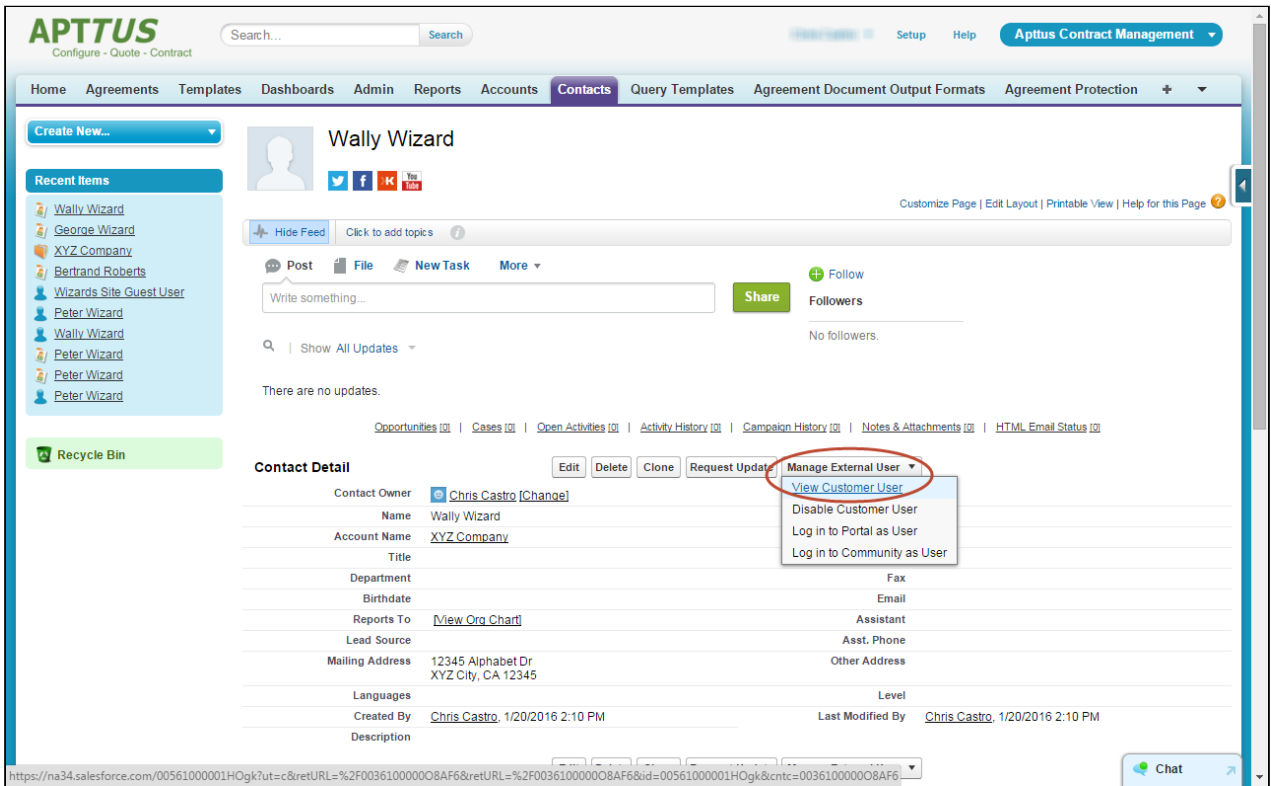 APTTUS
Configure - Quote - Contract
Search...
Search
Setup
Help
Apttus Contract Management
Home Agreements Templates Dashboards Admin Reports Accounts Contacts Query Templates Agreement Document Output Formats Agreement Protection +
Create New...
Recent Items
Wally Wizard
George Wizard
XYZ Company
Bertrand Roberts
Wizards Site Guest User
Peter Wizard
Wally Wizard
Peter Wizard
Peter Wizard
Peter Wizard
Recycle Bin
Wally Wizard
You Tube
Customize Page | Edit Layout | Printable View | Help for this Page ?
Hide Feed Click to add topics i
Post File New Task More
Write something...
Share
Follow
Followers
No followers.
Show All Updates
There are no updates.
Opportunities [0] | Cases [0] | Open Activities [0] | Activity History [0] | Campaign History [0] | Notes & Attachments [0] | HTML Email Status [0]
Contact Detail
Edit Delete Clone Request Update Manage External User
View Customer User
Disable Customer User
Log in to Portal as User
Log in to Community as User
Contact Owner Chris Castro [Change]
Name Wally Wizard
Account Name XYZ Company
Title
Department Fax
Birthdate Email
Reports To [View Org Chart] Assistant
Lead Source Asst. Phone
Mailing Address 12345 Alphabet Dr Other Address
XYZ City, CA 12345
Languages Level
Created By Chris Castro, 1/20/2016 2:10 PM Last Modified By Chris Castro, 1/20/2016 2:10 PM
Description
https://na34.salesforce.com/00561000001HOgk?ut=c&retURL=%2F0036100000O8AF6&retURL=%2F0036100000O8AF6&id=00561000001HOgk&cntc=0036100000O8AF6
Chat